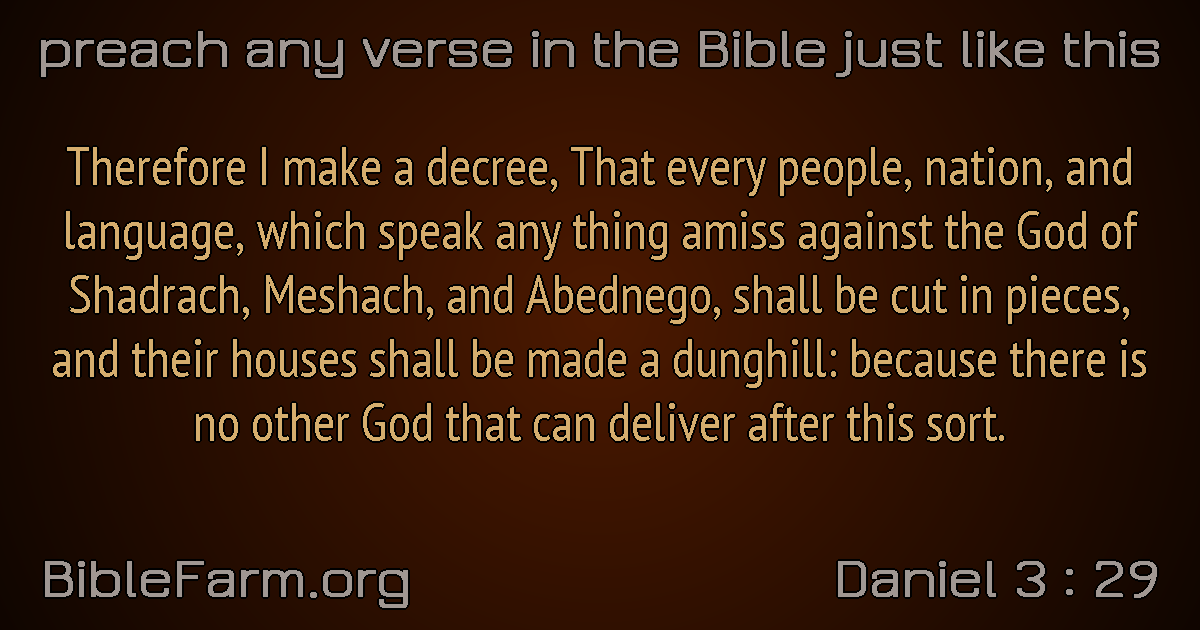 preach any verse in the Bible just like this
Therefore I make a decree, That every people, nation, and
language, which speak any thing amiss against the God of
Shadrach, Meshach, and Abednego, shall be cut in pieces,
and their houses shall be made a dunghill: because there is
no other God that can deliver after this sort.
BibleFarm.org
Daniel 3 : 29